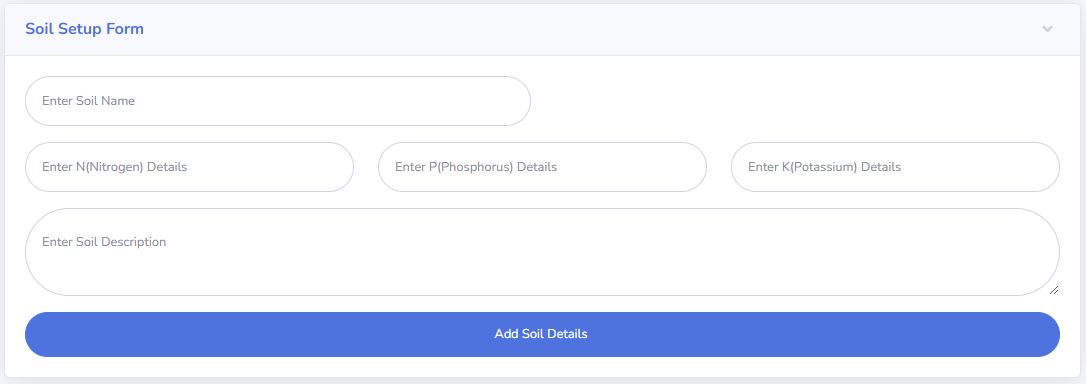 Soil Setup Form
Enter Soil Name
Enter N(Nitrogen) Details
Enter P(Phosphorus) Details
Enter K(Potassium) Details
Enter Soil Description
Add Soil Details